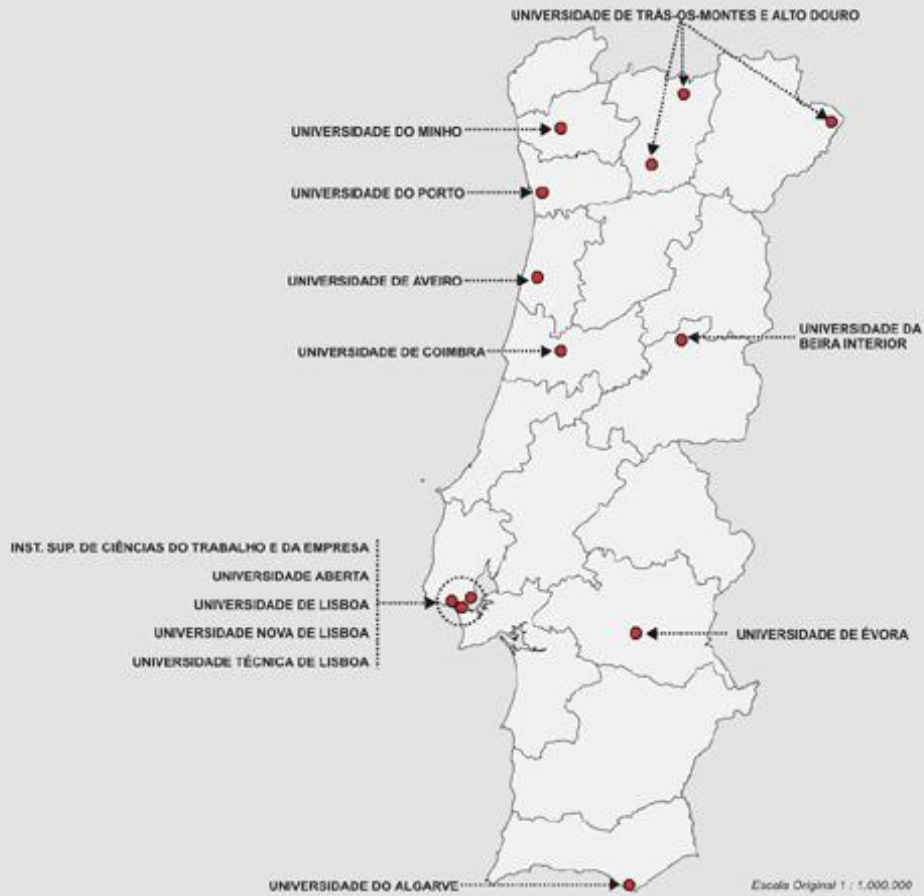 UNIVERSIDADE DE TRÁS-OS-MONTES E ALTO DOURO
UNIVERSIDADE DO MINHO
UNIVERSIDADE DO PORTO
UNIVERSIDADE DE AVEIRO
UNIVERSIDADE DA
BEIRA INTERIOR
UNIVERSIDADE DE COIMBRA
INST. SUP. DE CIÊNCIAS DO TRABALHO E DA EMPRESA
UNIVERSIDADE ABERTA
UNIVERSIDADE DE LISBOA
UNIVERSIDADE NOVA DE LISBOA
UNIVERSIDADE TÉCNICA DE LISBOA
UNIVERSIDADE DE ÉVORA
UNIVERSIDADE DO ALGARVE
Escala Original 1 : 1.000.000